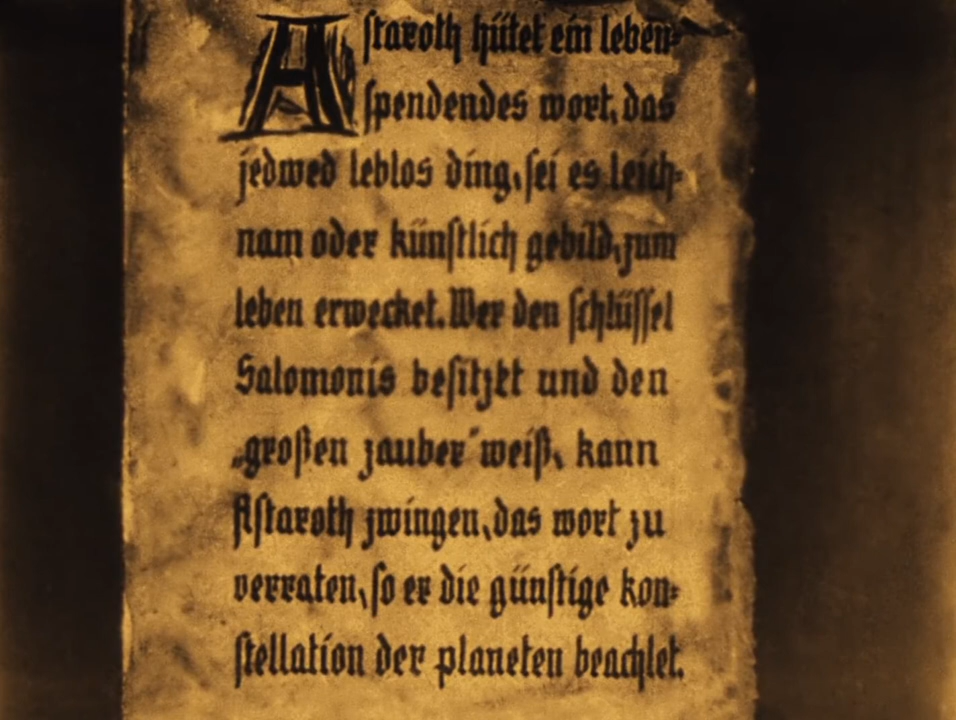 Astaroth hütet ein leben-
spendendes wort, das
jedwed leblos ding, sei es leich-
nam oder künstlich gebild, zum
leben erwecket. Wer den schlüssel
Salomonis besitzt und den
„großen zauber" weiß, kann
Astaroth zwingen, das wort zu
verraten, so er die günstige kon-
stellation der planeten beachtet.